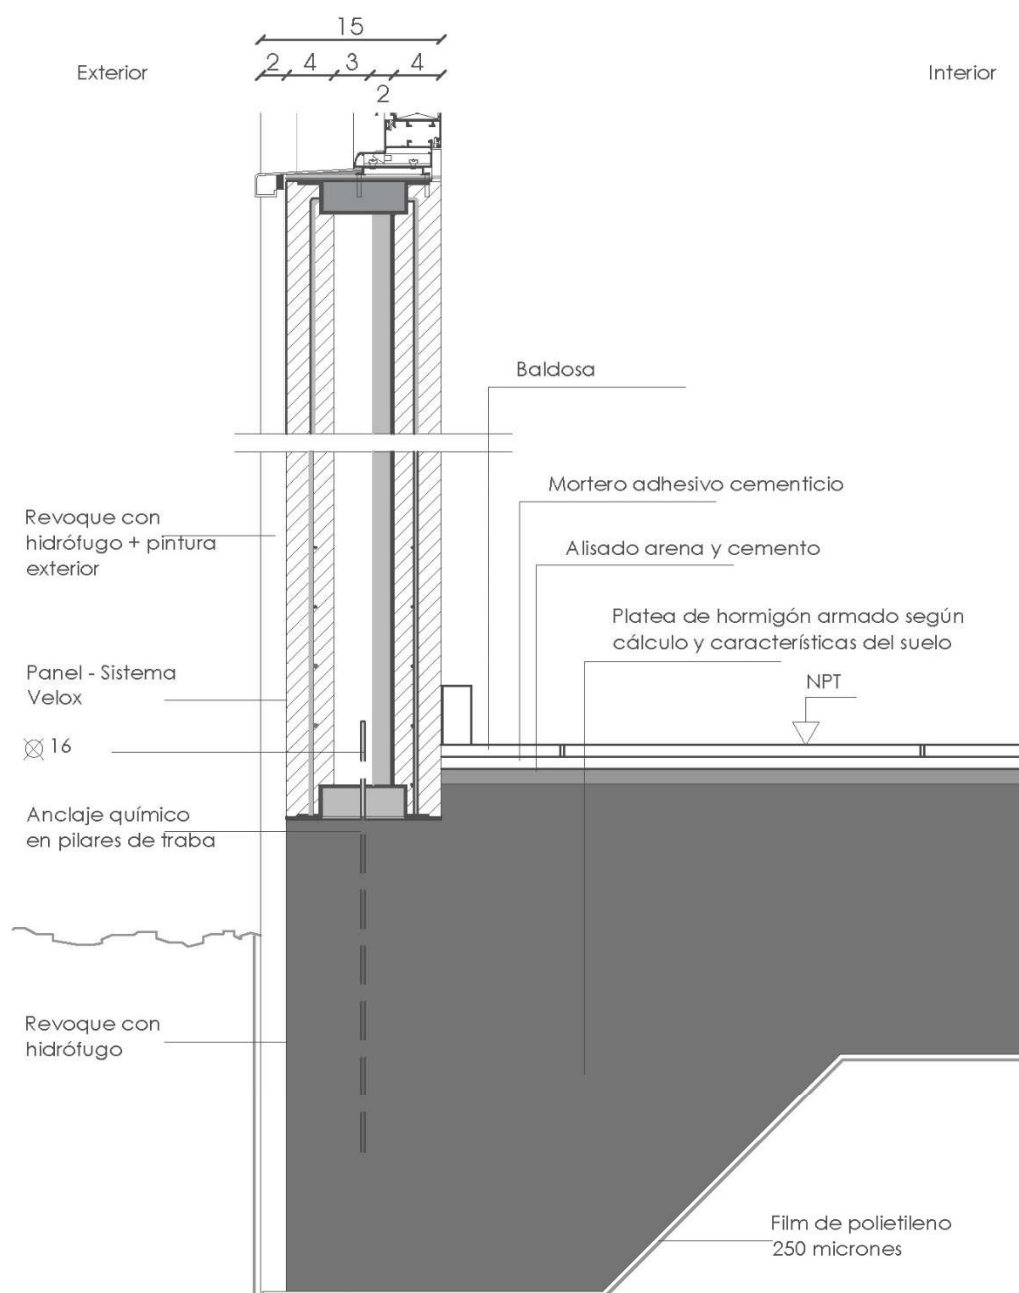 15
2 4 3 4
2
Exterior
Interior
Baldosa
Mortero adhesivo cementicio
Alisado arena y cemento
Platea de hormigón armado según
cálculo y características del suelo
NPT
Revoque con
hidrófugo + pintura
exterior
Panel - Sistema
Velox
16
Anclaje químico
en pilares de traba
Revoque con
hidrófugo
Film de polietileno
250 micrones